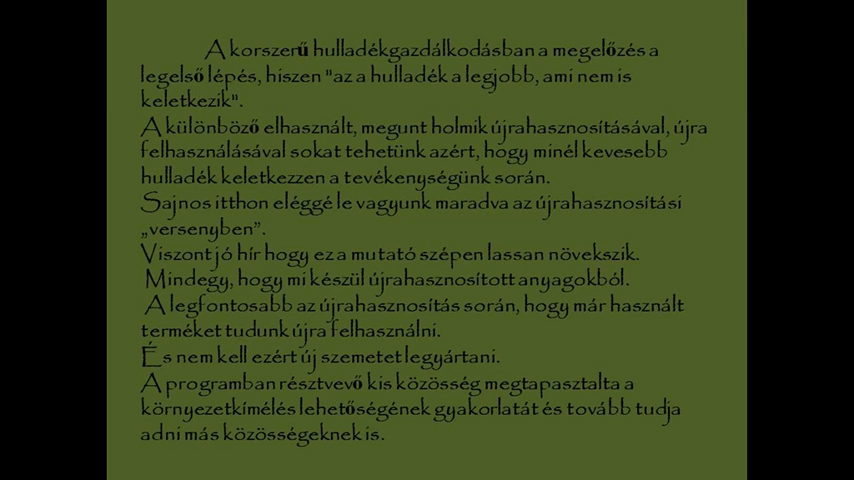 A korszerű hulladékgazdálkodásban a megelőzés a
legelső lépés, hiszen "az a hulladék a legjobb, ami nem is
keletkezik".
A különböző elhasznált, megunt holmik újrahasznosításával, újra
felhasználásával sokat tehetünk azért, hogy minél kevesebb
hulladék keletkezzen a tevékenységünk során.
Sajnos itthon eléggé le vagyunk maradva az újrahasznosítási
„versenyben”.
Viszont jó hír hogy ez a mutató szépen lassan növekszik.
Mindegy, hogy mi készül újrahasznosított anyagokból.
A legfontosabb az újrahasznosítás során, hogy már használt
terméket tudunk újra felhasználni.
És nem kell ezért új szemetet legyártani.
A programban résztvevő kis közösség megtapasztalta a
környezetkímélés lehetőségének gyakorlatát és tovább tudja
adni más közösségeknek is.